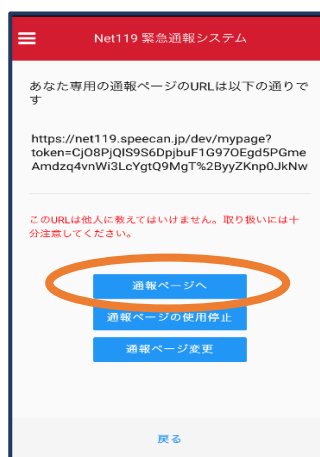 Net119 緊急通報システム
あなた専用の通報ページのURLは以下の通りで
す
https://net119.speecan.jp/dev/mypage?
token=CjO8PjQIS9S6DpjbuF1G97OEgd5PGme
Amdzq4vnWi3LcYgtQ9MgT%2ByyZKnp0JkNw
このURLは他人に教えてはいけません。取り扱いには十
分注意してください。
通報ページへ
通報ページの使用停止
通報ページ変更
戻る